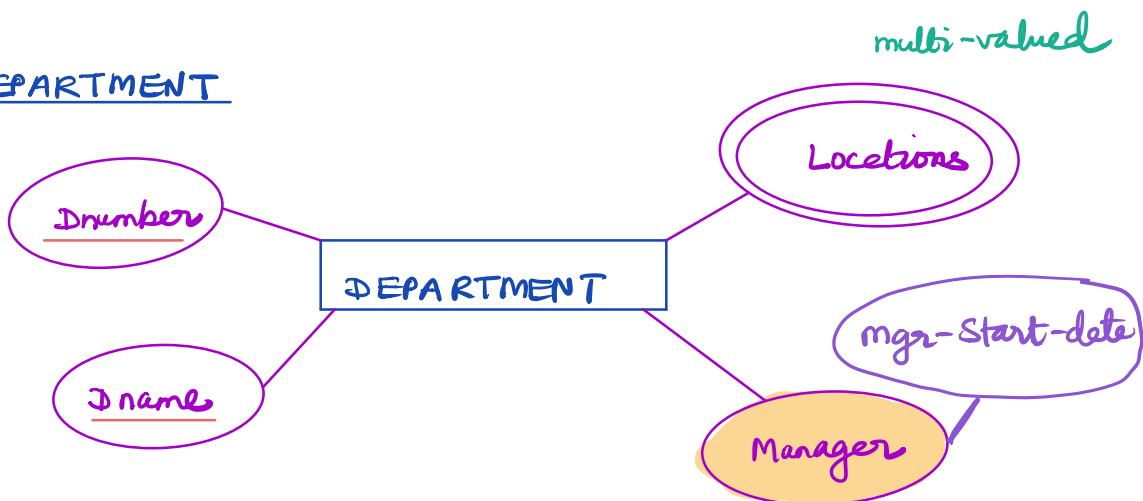 multi-valued
EPARTMENT
Locations
Dnumber
DEPARTMENT
mgr-Start-date
Dname
Manager